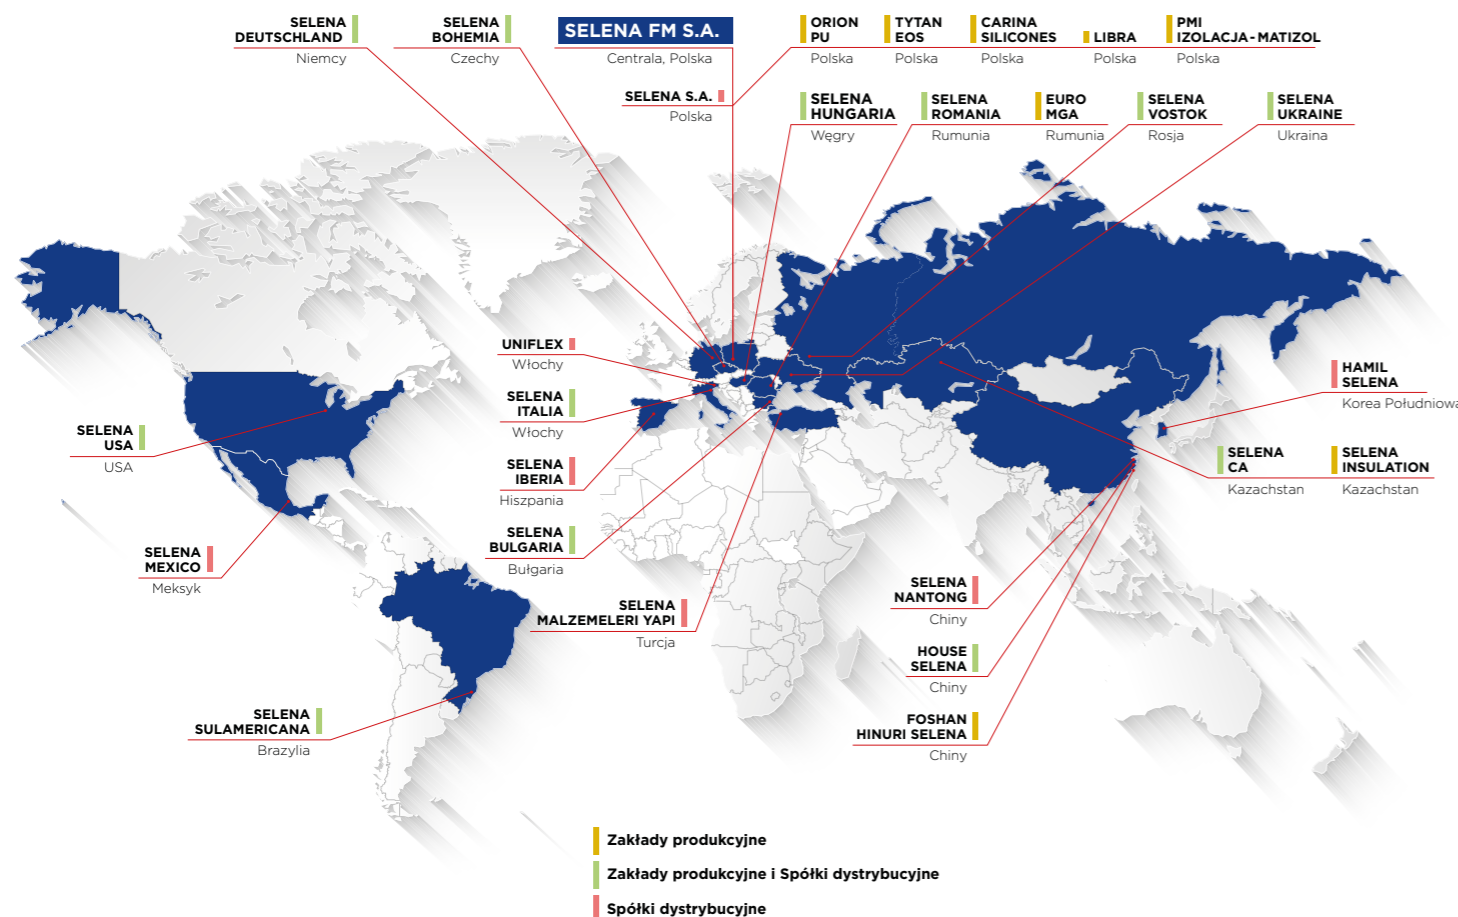 SELENA
DEUTSCHLAND
Niemcy
SELENA
BOHEMIA
Czechy
SELENA FM S.A.
Centrala, Polska
ORION
PU
Polska
TYTAN
EOS
Polska
CARINA
SILICONES
Polska
LIBRA
Polska
PMI
IZOLACJA-MATIZOL
Polska
SELENA S.A.
Polska
SELENA
HUNGARIA
Węgry
SELENA
ROMANIA
Rumunia
EURO
MGA
Rumunia
SELENA
VOSTOK
Rosja
SELENA
UKRAINE
Ukraina
UNIFLEX
Włochy
SELENA
ITALIA
Włochy
SELENA
IBERIA
Hiszpania
SELENA
BULGARIA
Bułgaria
SELENA
MALZEMELERI YAPI
Turcja
SELENA
USA
USA
SELENA
MEXICO
Meksyk
SELENA
SULAMERICANA
Brazylia
HAMIL
SELENA
Korea Południowa
SELENA
CA
Kazachstan
SELENA
INSULATION
Kazachstan
SELENA
NANTONG
Chiny
HOUSE
SELENA
Chiny
FOSHAN
HINURI SELENA
Chiny
Zakłady produkcyjne
Zakłady produkcyjne i Spółki dystrybucyjne
Spółki dystrybucyjne